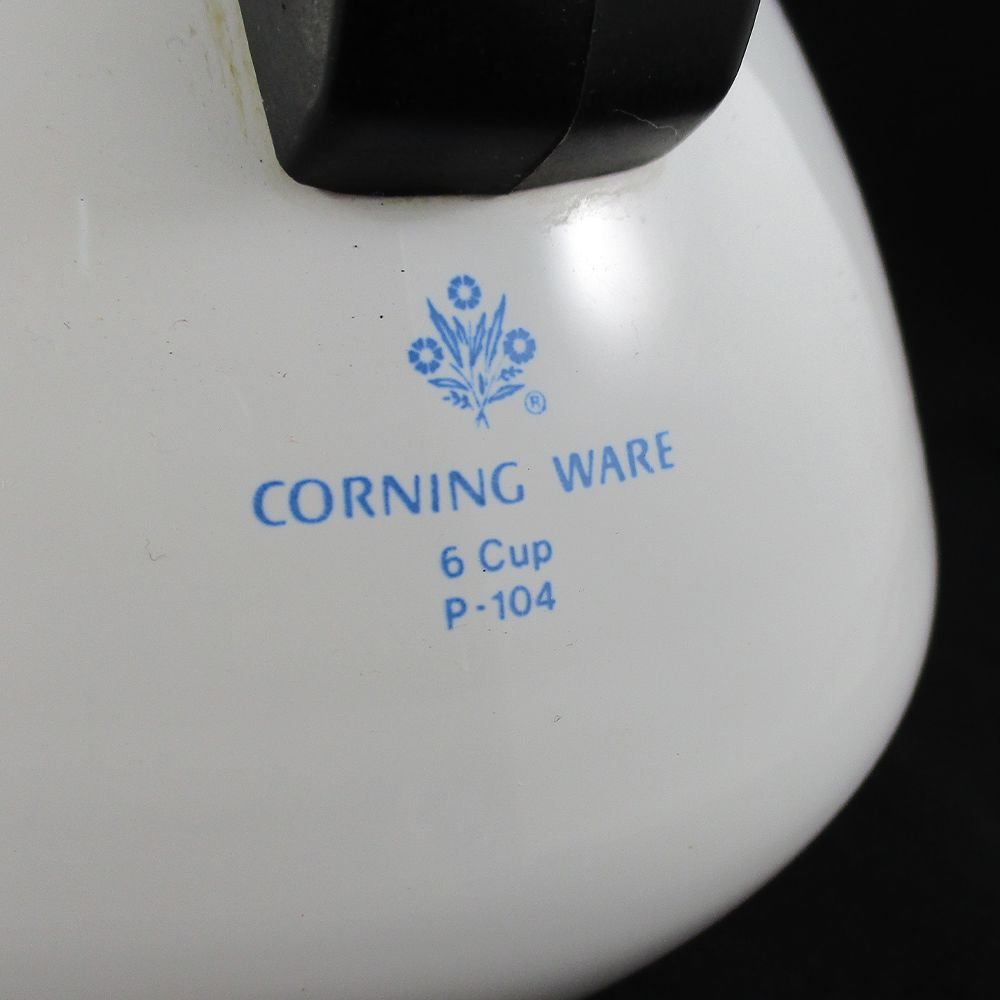 ®
CORNING WARE
6 Cup
P-104